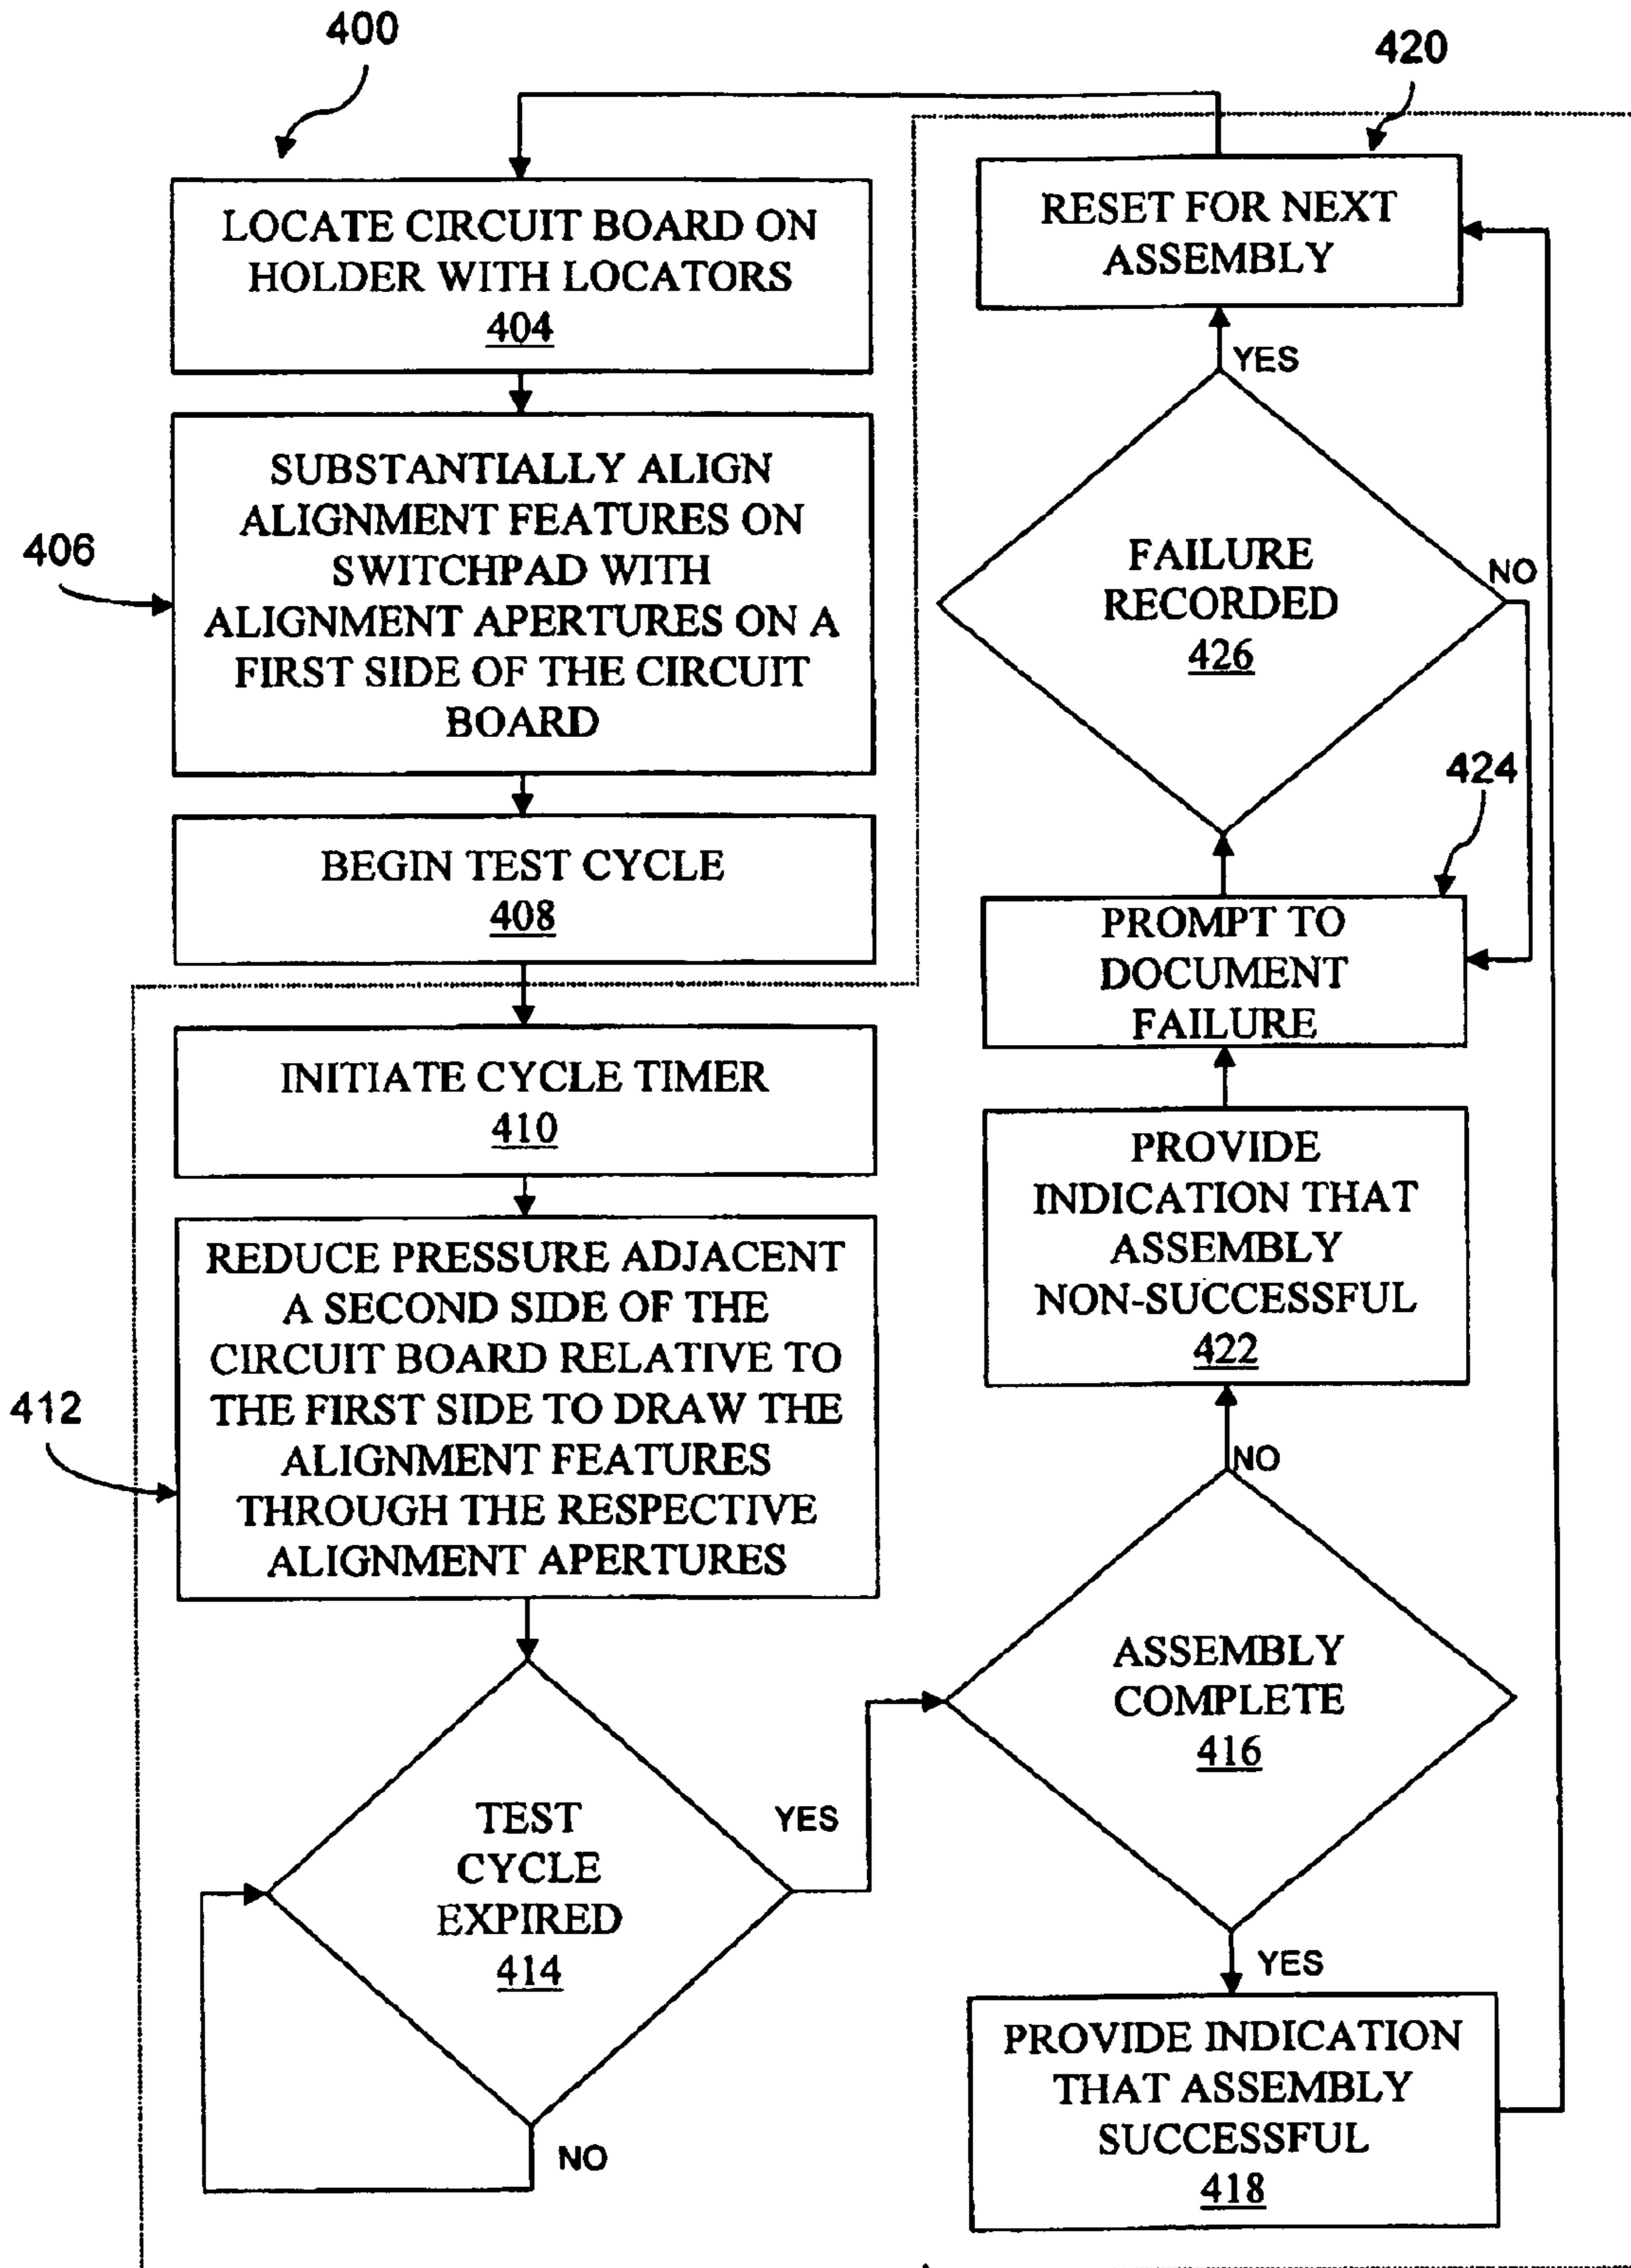 400
LOCATE CIRCUIT BOARD ON
HOLDER WITH LOCATORS
404
406
SUBSTANTIALLY ALIGN
ALIGNMENT FEATURES ON
SWITCHPAD WITH
ALIGNMENT APERTURES ON A
FIRST SIDE OF THE CIRCUIT
BOARD
BEGIN TEST CYCLE
408
INITIATE CYCLE TIMER
410
412
REDUCE PRESSURE ADJACENT
A SECOND SIDE OF THE
CIRCUIT BOARD RELATIVE TO
THE FIRST SIDE TO DRAW THE
ALIGNMENT FEATURES
THROUGH THE RESPECTIVE
ALIGNMENT APERTURES
TEST
CYCLE
EXPIRED
414
NO
YES
ASSEMBLY
COMPLETE
416
YES
PROVIDE INDICATION
THAT ASSEMBLY
SUCCESSFUL
418
NO
PROVIDE
INDICATION THAT
ASSEMBLY
NON-SUCCESSFUL
422
424
PROMPT TO
DOCUMENT
FAILURE
FAILURE
RECORDED
426
NO
YES
420
RESET FOR NEXT
ASSEMBLY